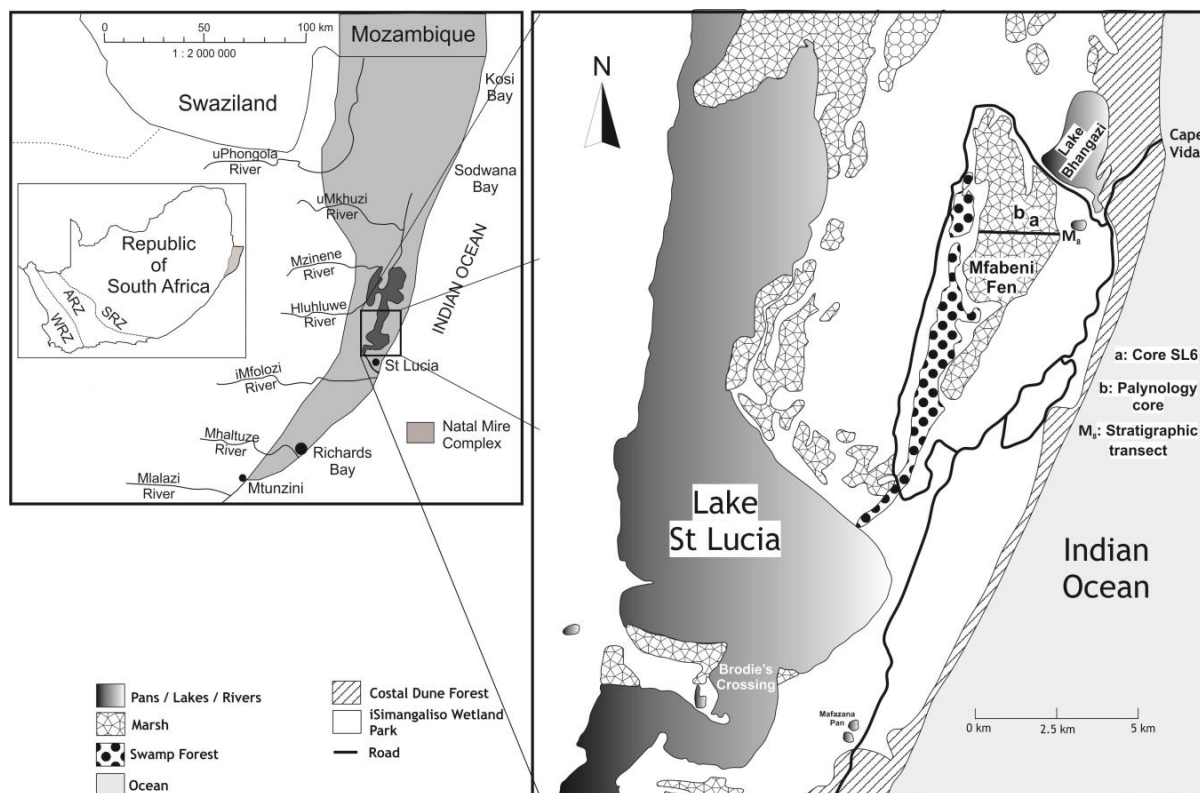 0 50 100 km
1 : 2 000 000
Mozambique
Kosi
Bay
Swaziland
uPhongola
River
Sodwana
Bay
uMkhuzi
River
Republic
of
South Africa
ARZ
SRZ
WRZ
Mzinene
River
Hluhluwe
River
INDIAN OCEAN
St Lucia
iMfolozi
River
Natal Mire
Complex
Mhaltuze
River
Richards
Bay
Mlalazi
River
Mtunzini
N
Lake
Bhangazi
Cape
Vidal
b
a
M8
Mfabeni
Fen
a: Core SL6
b: Palynology
core
M8: Stratigraphic
transect
Lake
St Lucia
Indian
Ocean
Brodie's
Crossing
Mafazana
Pan
0 km 2.5 km 5 km
Pans / Lakes / Rivers
Marsh
Swamp Forest
Ocean
Costal Dune Forest
iSimangaliso Wetland
Park
Road